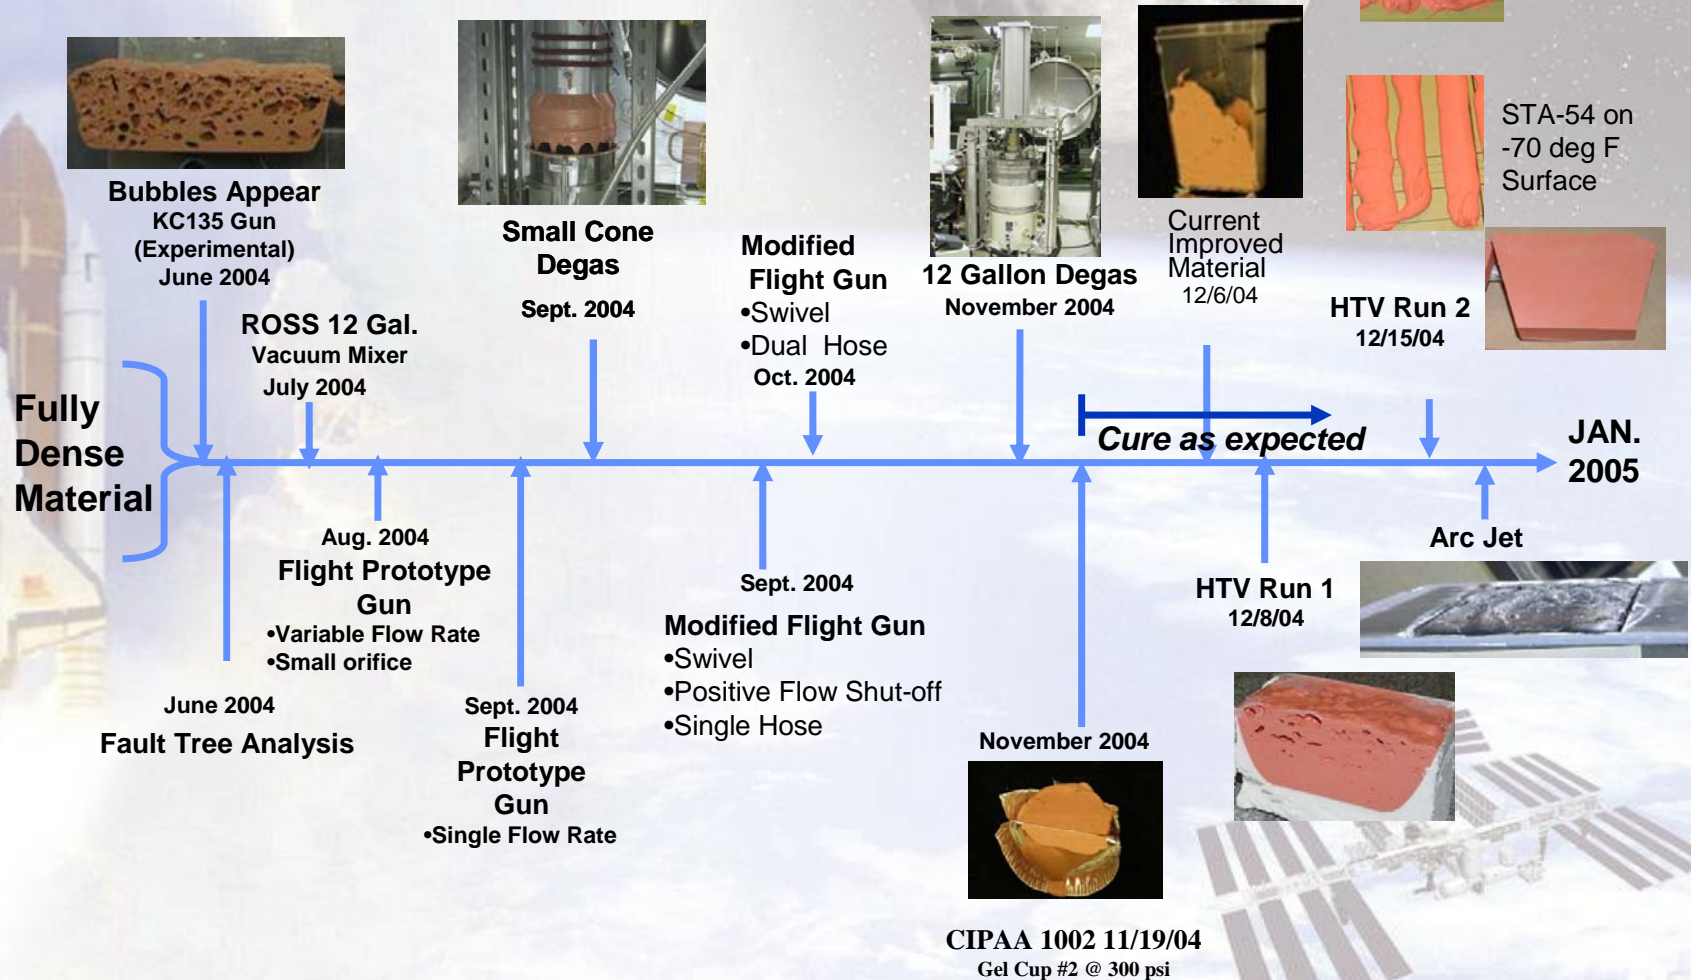 Bubbles Appear
KC135 Gun
(Experimental)
June 2004
ROSS 12 Gal.
Vacuum Mixer
July 2004
Small Cone
Degas
Sept. 2004
Modified
Flight Gun
•Swivel
•Dual Hose
Oct. 2004
12 Gallon Degas
November 2004
Current
Improved
Material
12/6/04
STA-54 on
-70 deg F
Surface
HTV Run 2
12/15/04
Fully
Dense
Material
Cure as expected
JAN.
2005
June 2004
Fault Tree Analysis
Aug. 2004
Flight Prototype
Gun
•Variable Flow Rate
•Small orifice
Sept. 2004
Flight
Prototype
Gun
•Single Flow Rate
Sept. 2004
Modified Flight Gun
•Swivel
•Positive Flow Shut-off
•Single Hose
November 2004
CIPAA 1002 11/19/04
Gel Cup #2 @ 300 psi
HTV Run 1
12/8/04
Arc Jet